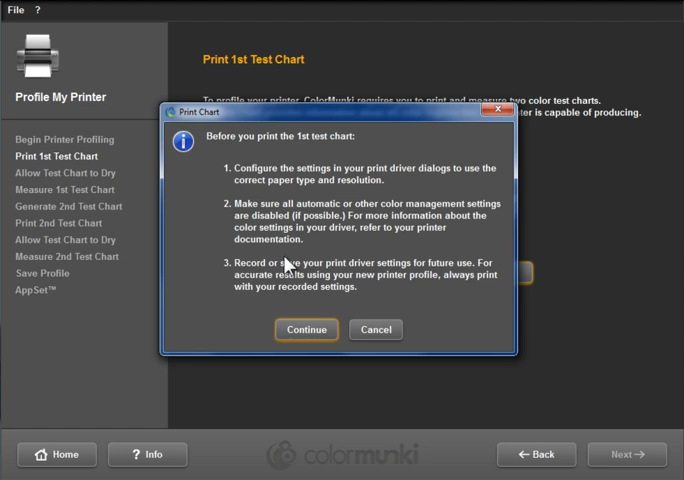 File ?
Print 1st Test Chart
Profile My Printer
To profile your printer, ColorMunki requires you to print and measure two color test charts.
ter is capable of producing.
Begin Printer Profiling
Print 1st Test Chart
Allow Test Chart to Dry
Measure 1st Test Chart
Generate 2nd Test Chart
Print 2nd Test Chart
Allow Test Chart to Dry
Measure 2nd Test Chart
Save Profile
AppSet™
Print Chart
Before you print the 1st test chart:
1. Configure the settings in your print driver dialogs to use the
correct paper type and resolution.
2. Make sure all automatic or other color management settings
are disabled (if possible.) For more information about the
color settings in your driver, refer to your printer
documentation.
3. Record or save your print driver settings for future use. For
accurate results using your new printer profile, always print
with your recorded settings.
Continue Cancel
Home ? Info colormunki ← Back Next →